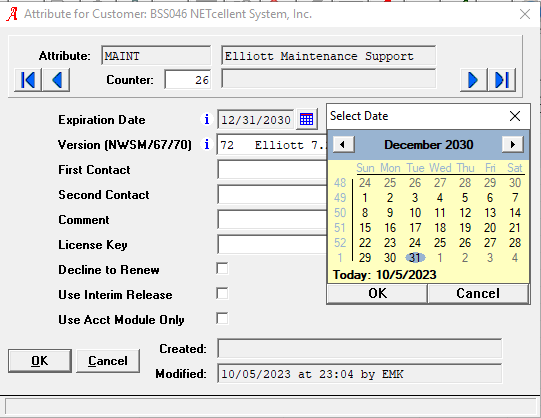 Attribute for Customer: BSS046 NETcellent System, Inc.
Attribute: MAINT Elliott Maintenance Support
Counter: 26
Expiration Date 12/31/2030
Version (NWSM/67/70) 72 Elliott 7.
First Contact
Second Contact
Comment
License Key
Decline to Renew
Use Interim Release
Use Acct Module Only
Select Date
December 2030
Sun Mon Tue Wed Thu Fri Sat
48 24 25 26 27 28 29 30
49 1 2 3 4 5 6 7
50 8 9 10 11 12 13 14
51 15 16 17 18 19 20 21
52 22 23 24 25 26 27 28
1 29 30 31 1 2 3 4
Today: 10/5/2023
OK Cancel
OK Cancel
Created:
Modified: 10/05/2023 at 23:04 by EMK